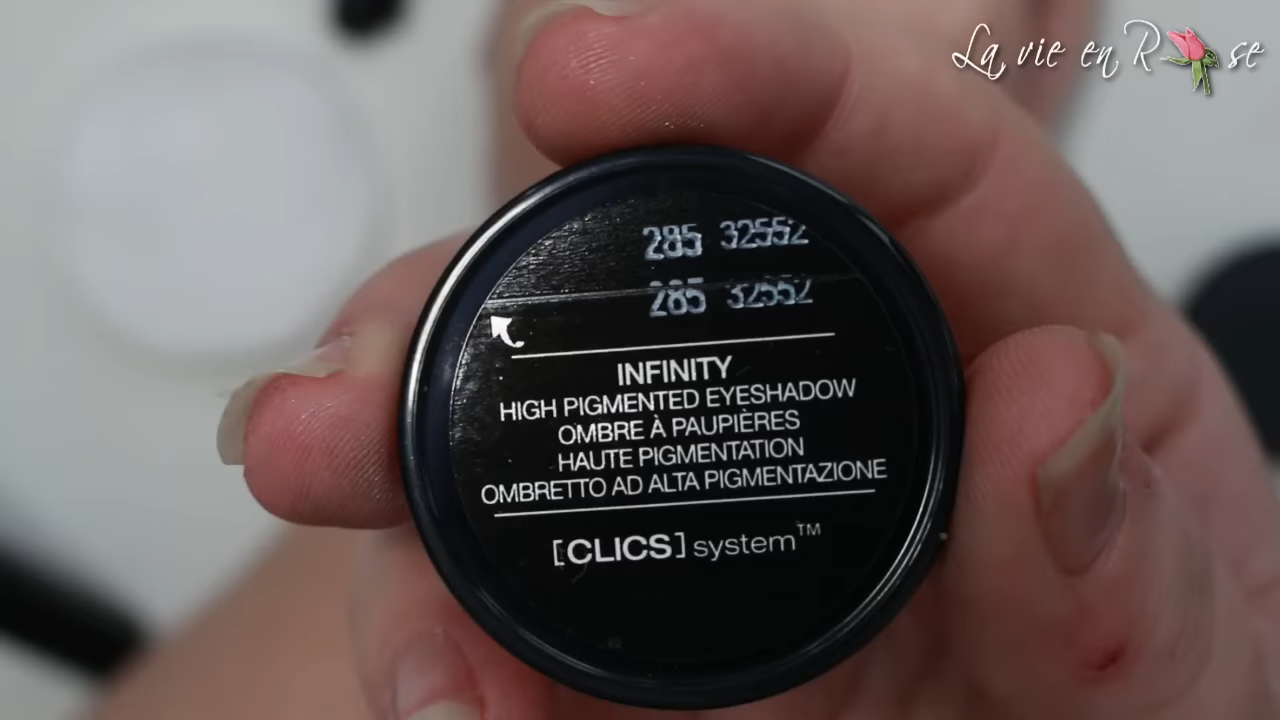 La vie en Rose
285 32552
285 32552
INFINITY
HIGH PIGMENTED EYESHADOW
OMBRE À PAUPIÈRES
HAUTE PIGMENTATION
OMBRETTO AD ALTA PIGMENTAZIONE
[CLICS] system™